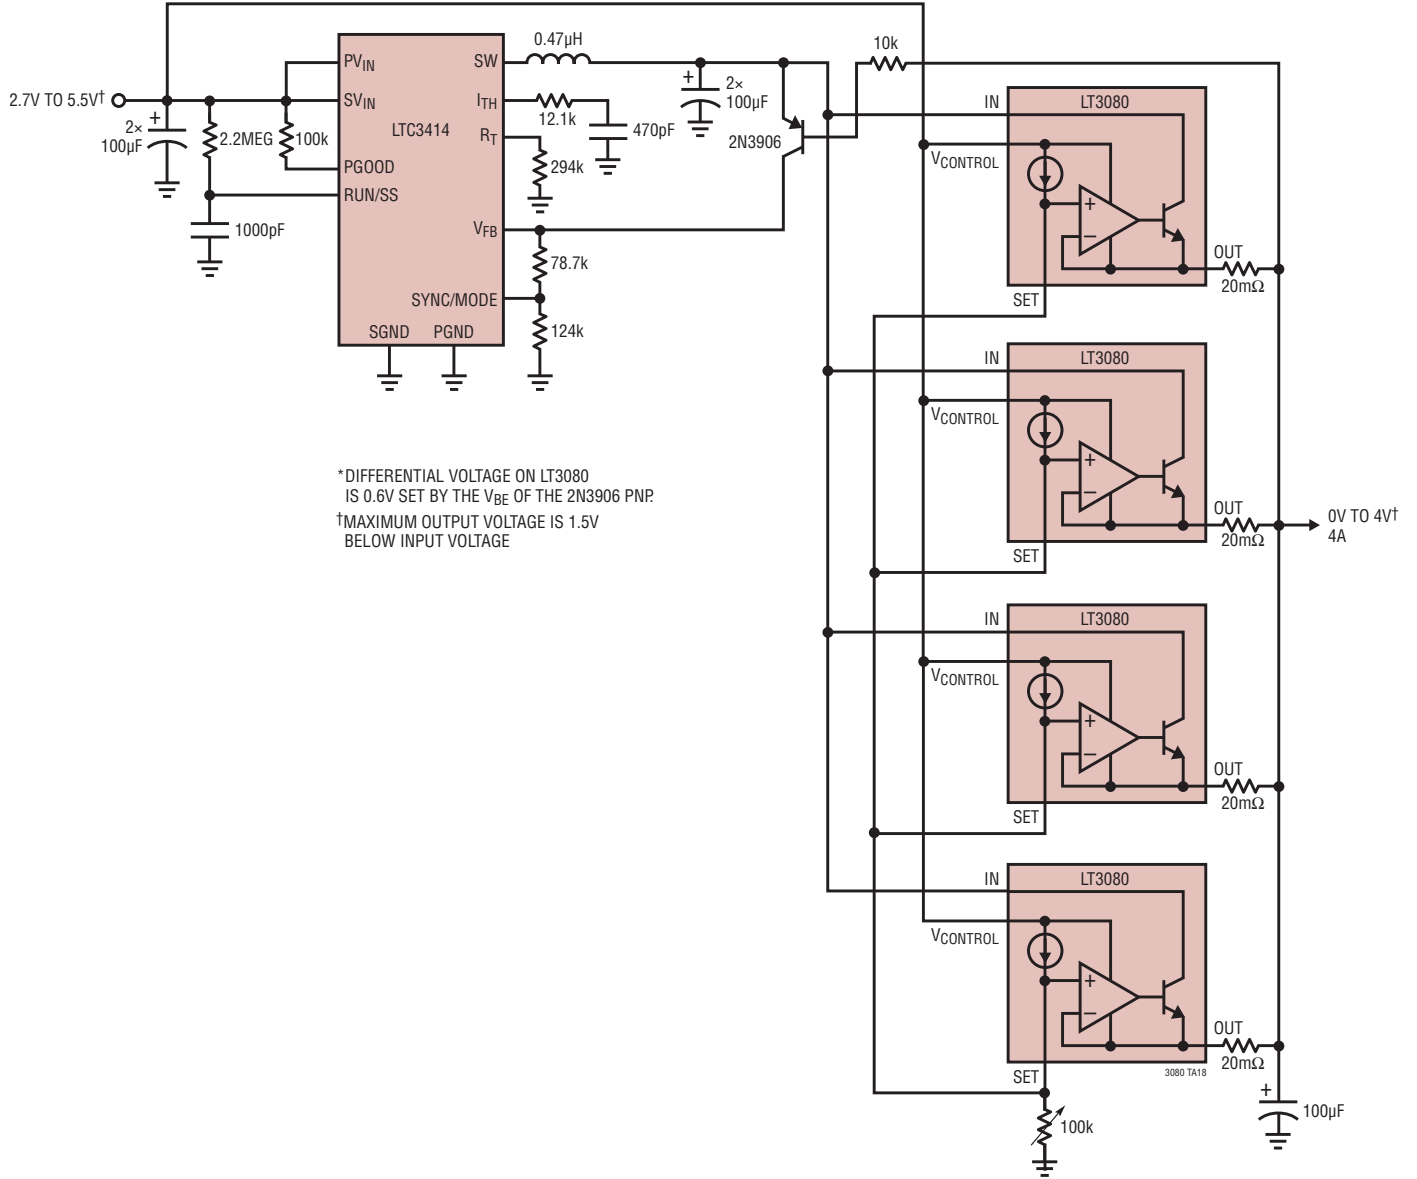 2.7V TO 5.5V†
2×
100µF
2.2MEG
100k
1000pF
PVIN
SVIN
PGOOD
RUN/SS
LTC3414
SW
ITH
RT
VFB
SYNC/MODE
SGND
PGND
0.47µH
12.1k
470pF
294k
78.7k
124k
2×
100µF
2N3906
10k
*DIFFERENTIAL VOLTAGE ON LT3080
IS 0.6V SET BY THE VBE OF THE 2N3906 PNP.
†MAXIMUM OUTPUT VOLTAGE IS 1.5V
BELOW INPUT VOLTAGE
IN
LT3080
VCONTROL
+
–
OUT
20mΩ
SET
IN
LT3080
VCONTROL
+
–
OUT
20mΩ
SET
0V TO 4V†
4A
IN
LT3080
VCONTROL
+
–
OUT
20mΩ
SET
IN
LT3080
VCONTROL
+
–
OUT
20mΩ
SET
3080 TA18
100k
+
100µF